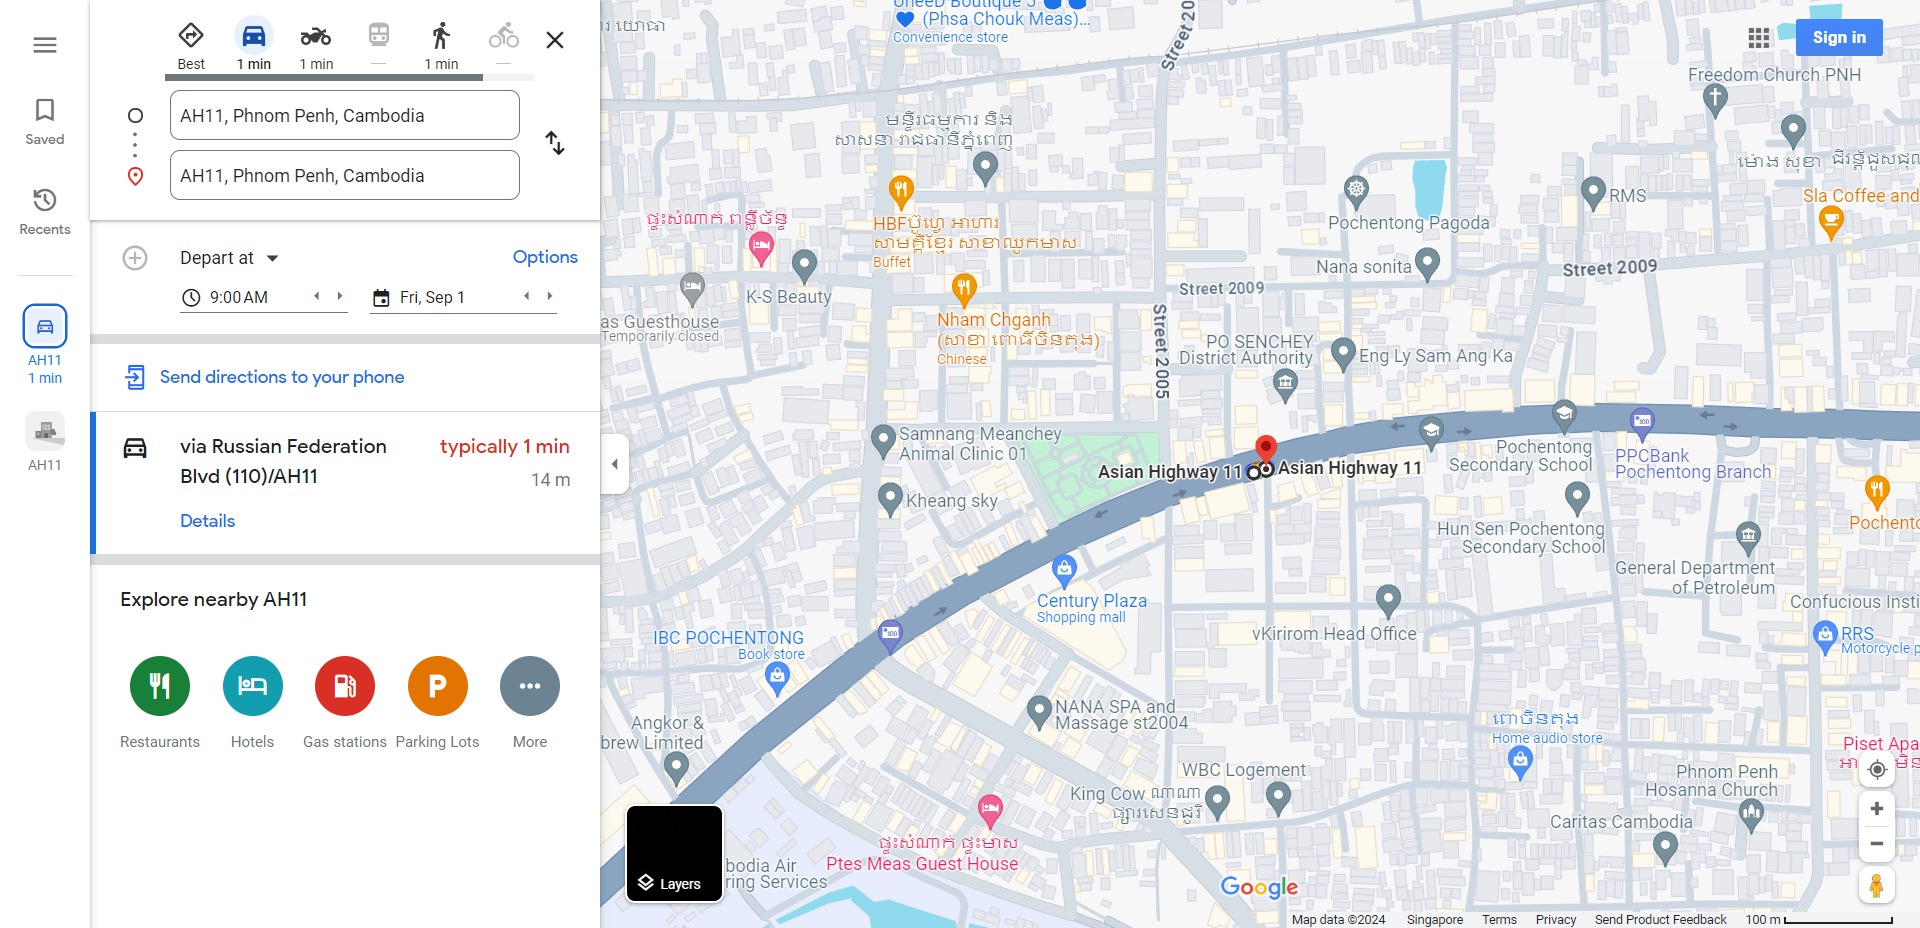 Saved
Recents
AH11
1 min
AH11
Best
1 min
1 min
—
1 min
—
AH11, Phnom Penh, Cambodia
AH11, Phnom Penh, Cambodia
Depart at
Options
9:00 AM
Fri, Sep 1
Send directions to your phone
via Russian Federation
Blvd (110)/AH11
typically 1 min
14 m
Details
Explore nearby AH11
Restaurants
Hotels
Gas stations
Parking Lots
More
Sign in
(Phsa Chouk Meas)...
Convenience store
Street 20
Freedom Church PNH
មន្ទីរធម្មការ និង
សាសនា រាជធានីភ្នំពេញ
ម៉ោង សុខា
RMS
Sla Coffee and
Pochentong Pagoda
HBFប៊ូហ្វេ អាហារ
សាមគ្គីខ្មែរ សាខាឈូកមាស
Buffet
K-S Beauty
Nana sonita
Street 2009
Street 2009
as Guesthouse
Temporarily closed
Nham Chganh
(សាខា ពោធិ៍ចិនតុង)
Chinese
Street 2005
PO SENCHEY
District Authority
Eng Ly Sam Ang Ka
Samnang Meanchey
Animal Clinic 01
Asian Highway 11
Asian Highway 11
Pochentong
Secondary School
PPCBank
Pochentong Branch
Kheang sky
Hun Sen Pochentong
Secondary School
Pochento
General Department
of Petroleum
Century Plaza
Shopping mall
Confucious Insti
vKirirom Head Office
RRS
Motorcycle p
IBC POCHENTONG
Book store
Angkor &
brew Limited
NANA SPA and
Massage st2004
ពោចិនតុង
Home audio store
Piset Apa
WBC Logement
Phnom Penh
Hosanna Church
King Cow ណាណា
ផ្សារសេនជូរី
Caritas Cambodia
ផ្ទះសំណាក់ ផ្ទះមាស
Ptes Meas Guest House
bodia Air
ring Services
Layers
Google
Map data ©2024
Singapore
Terms
Privacy
Send Product Feedback
100 m